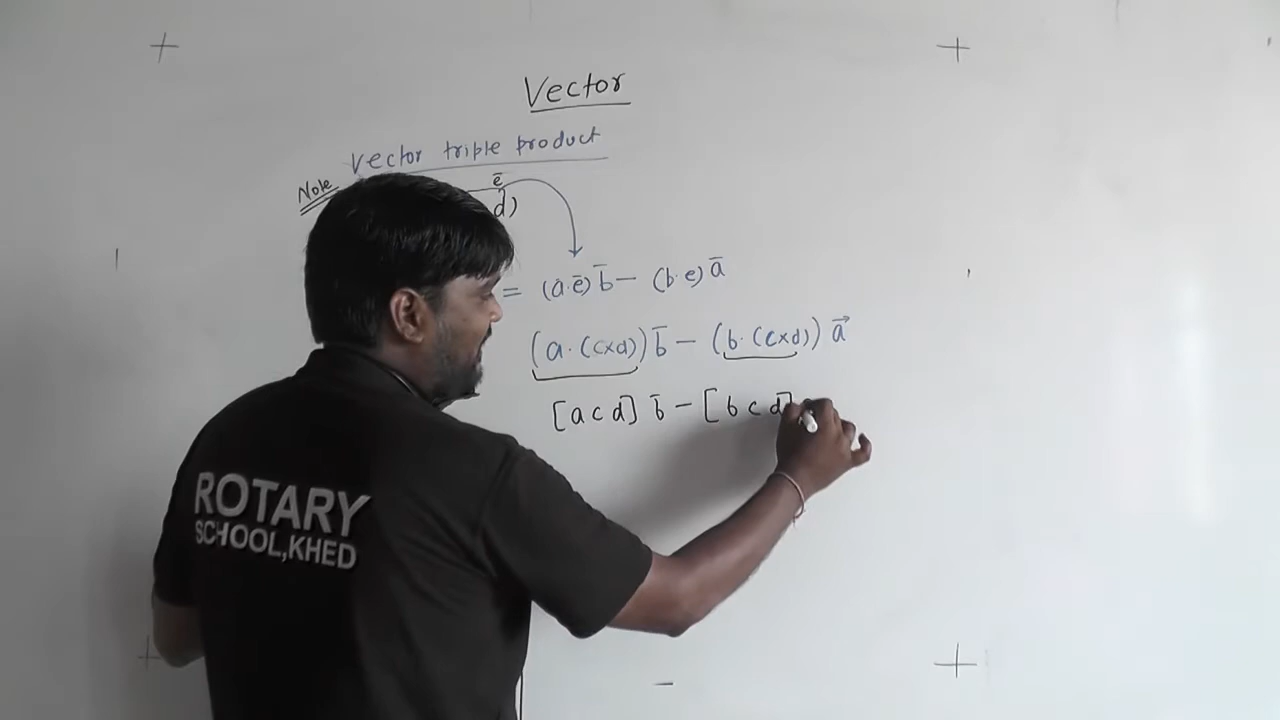 Vector
Vector triple product
Note
ē
d)
= (a·ē) b̄ – (b·e) ā
(a·(c×d)) b̄ – (b·(c×d)) a⃗
[a c d] b̄ – [b c d]
ROTARY
SCHOOL,KHED